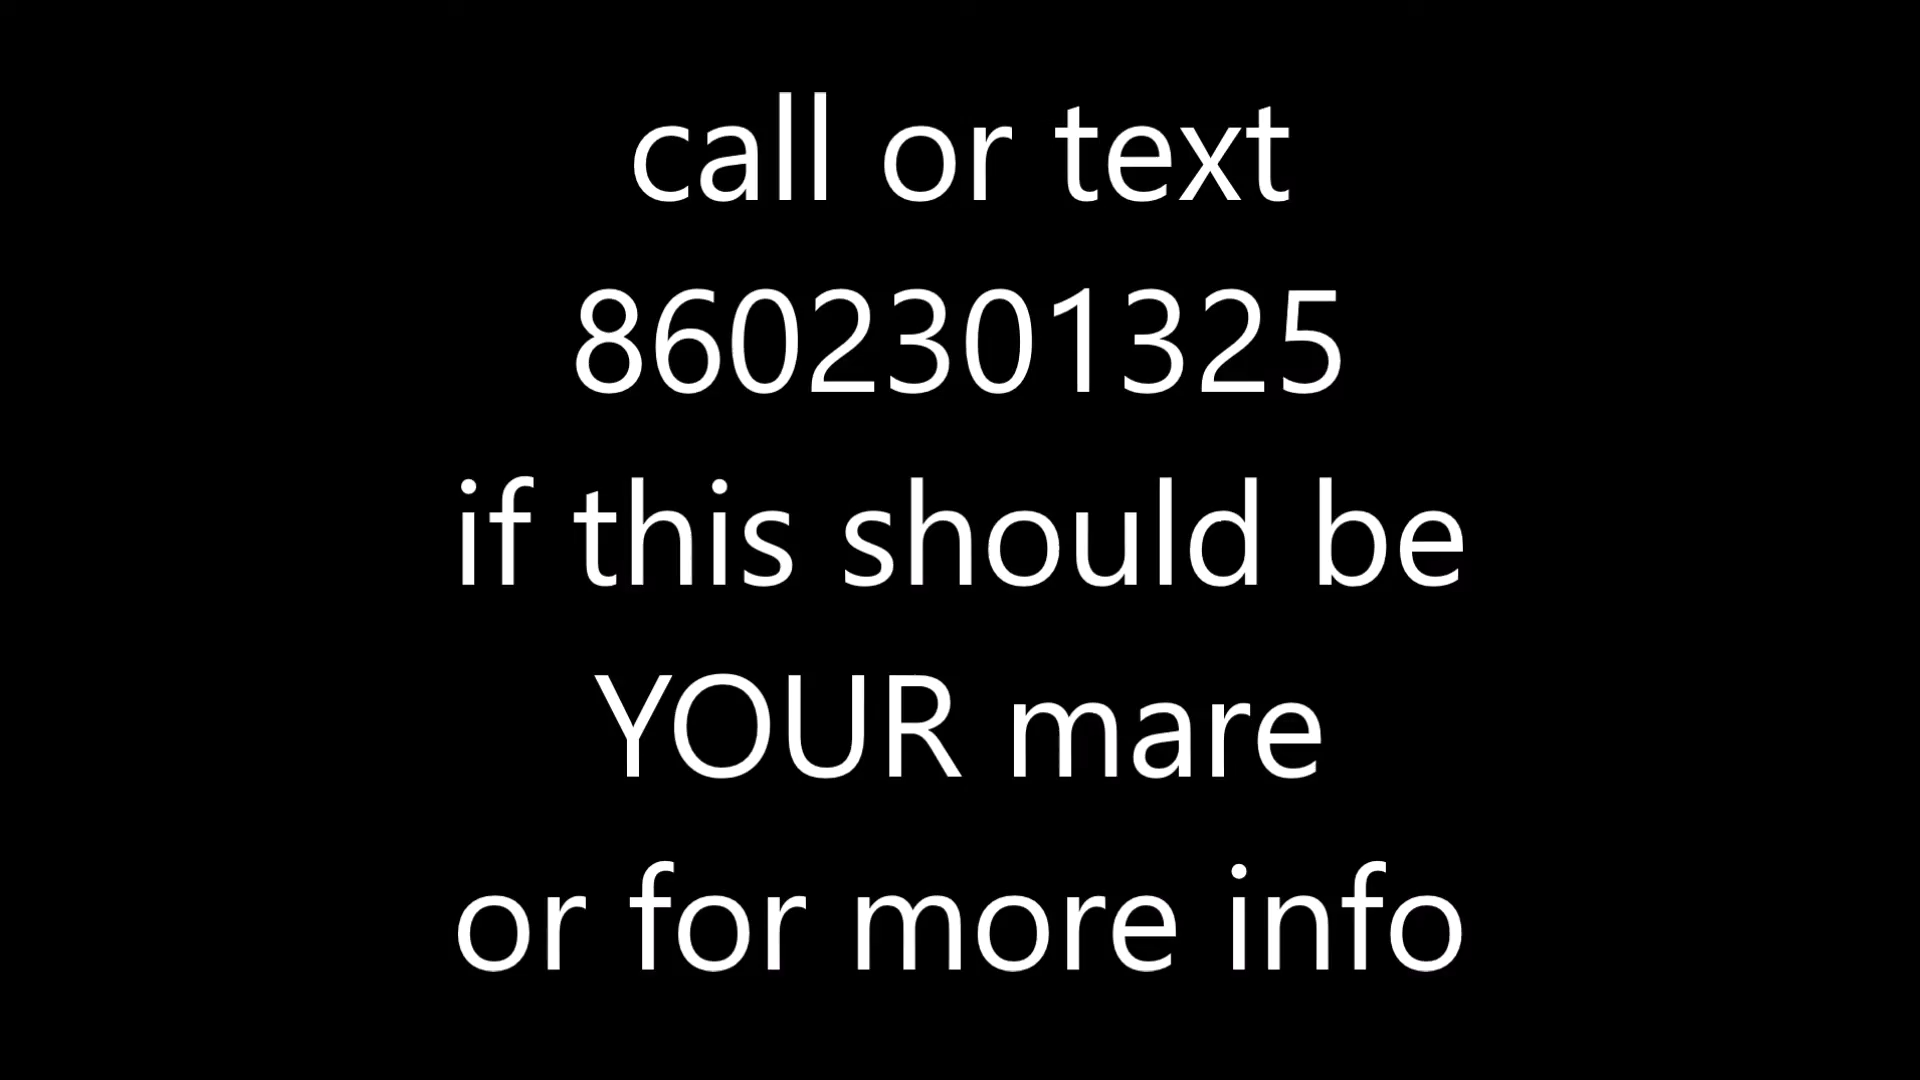 call or text
8602301325
if this should be
YOUR mare
or for more info